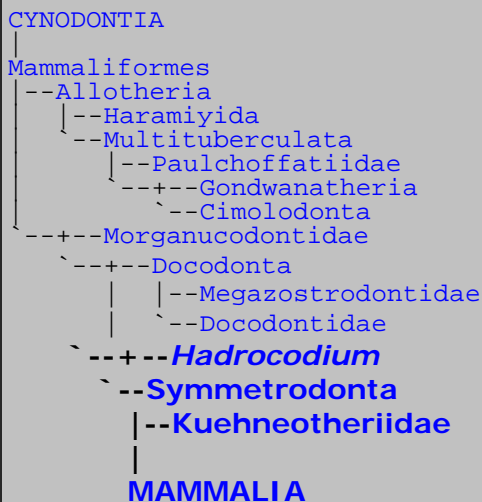 CYNODONTIA
|
Mammaliformes
|--Allotheria
|  |--Haramiyida
|  `--Multituberculata
|     |--Paulchoffatiidae
|     `--+--Gondwanatheria
|        `--Cimolodonta
`--+--Morganucodontidae
   `--+--Docodonta
      |  |--Megazostrodontidae
      |  `--Docodontidae
      `--+--Hadrocodium
         `--Symmetrodonta
            |--Kuehneotheriidae
            |
            MAMMALIA